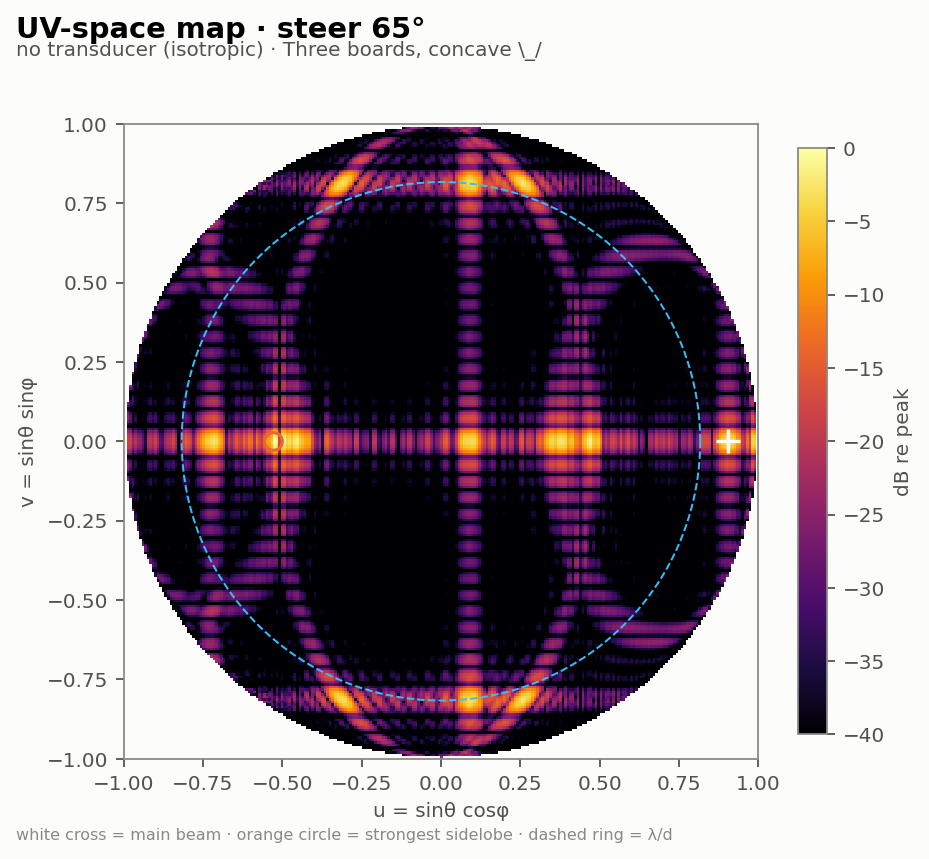 UV-space map · steer 65°
no transducer (isotropic) · Three boards, concave \_/
1.00
0.75
0.50
0.25
0.00
−0.25
−0.50
−0.75
−1.00
v = sinθ sinφ
−1.00 −0.75 −0.50 −0.25 0.00 0.25 0.50 0.75 1.00
u = sinθ cosφ
0
−5
−10
−15
−20
−25
−30
−35
−40
dB re peak
white cross = main beam · orange circle = strongest sidelobe · dashed ring = λ/d